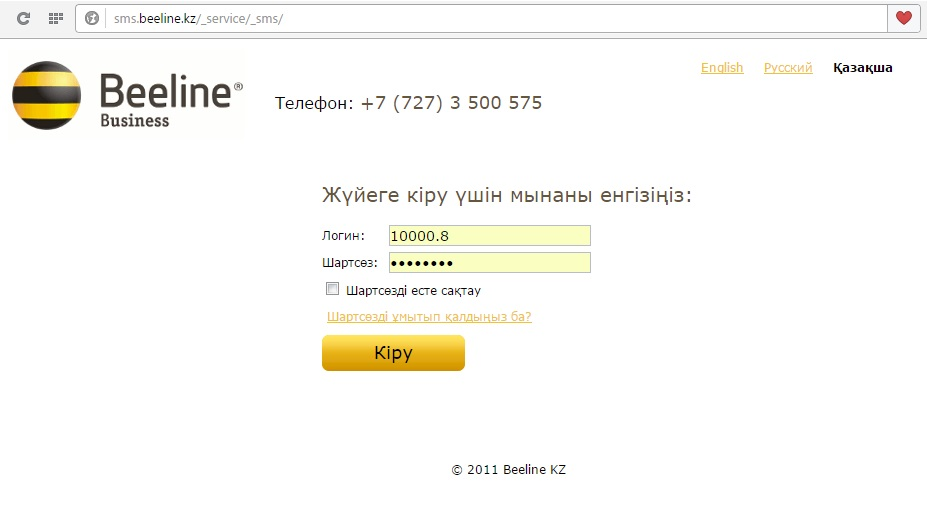 sms.beeline.kz/_service/_sms/
English Русский Қазақша
Beeline®
Business
Телефон: +7 (727) 3 500 575
Жүйеге кіру үшін мынаны енгізіңіз:
Логин: 10000.8
Шартсөз: ••••••••
Шартсөзді есте сақтау
Шартсөзді ұмытып қалдыңыз ба?
Кіру
© 2011 Beeline KZ